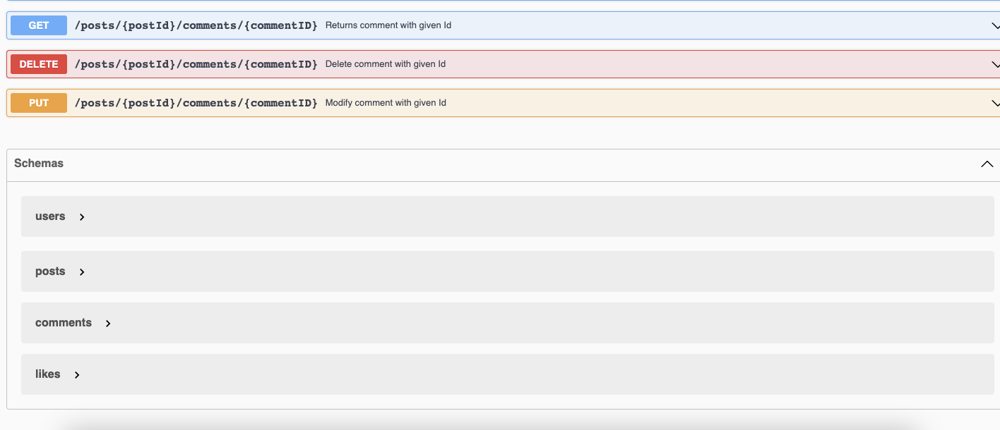 GET /posts/{postId}/comments/{commentID} Returns comment with given Id
DELETE /posts/{postId}/comments/{commentID} Delete comment with given Id
PUT /posts/{postId}/comments/{commentID} Modify comment with given Id
Schemas
users
posts
comments
likes